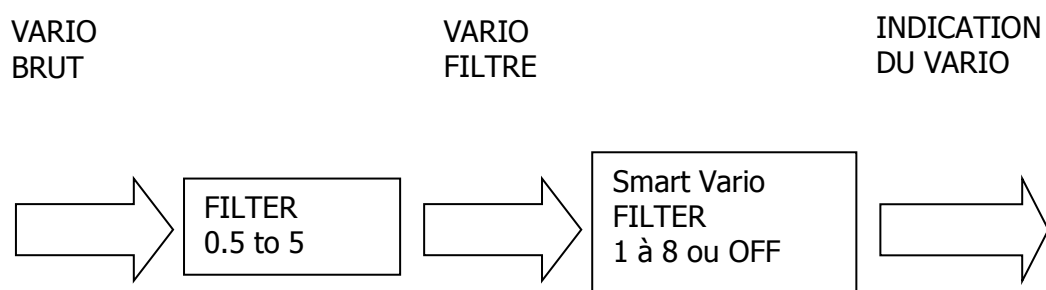 VARIO
BRUT
VARIO
FILTRE
INDICATION
DU VARIO
FILTER
0.5 to 5
Smart Vario
FILTER
1 à 8 ou OFF